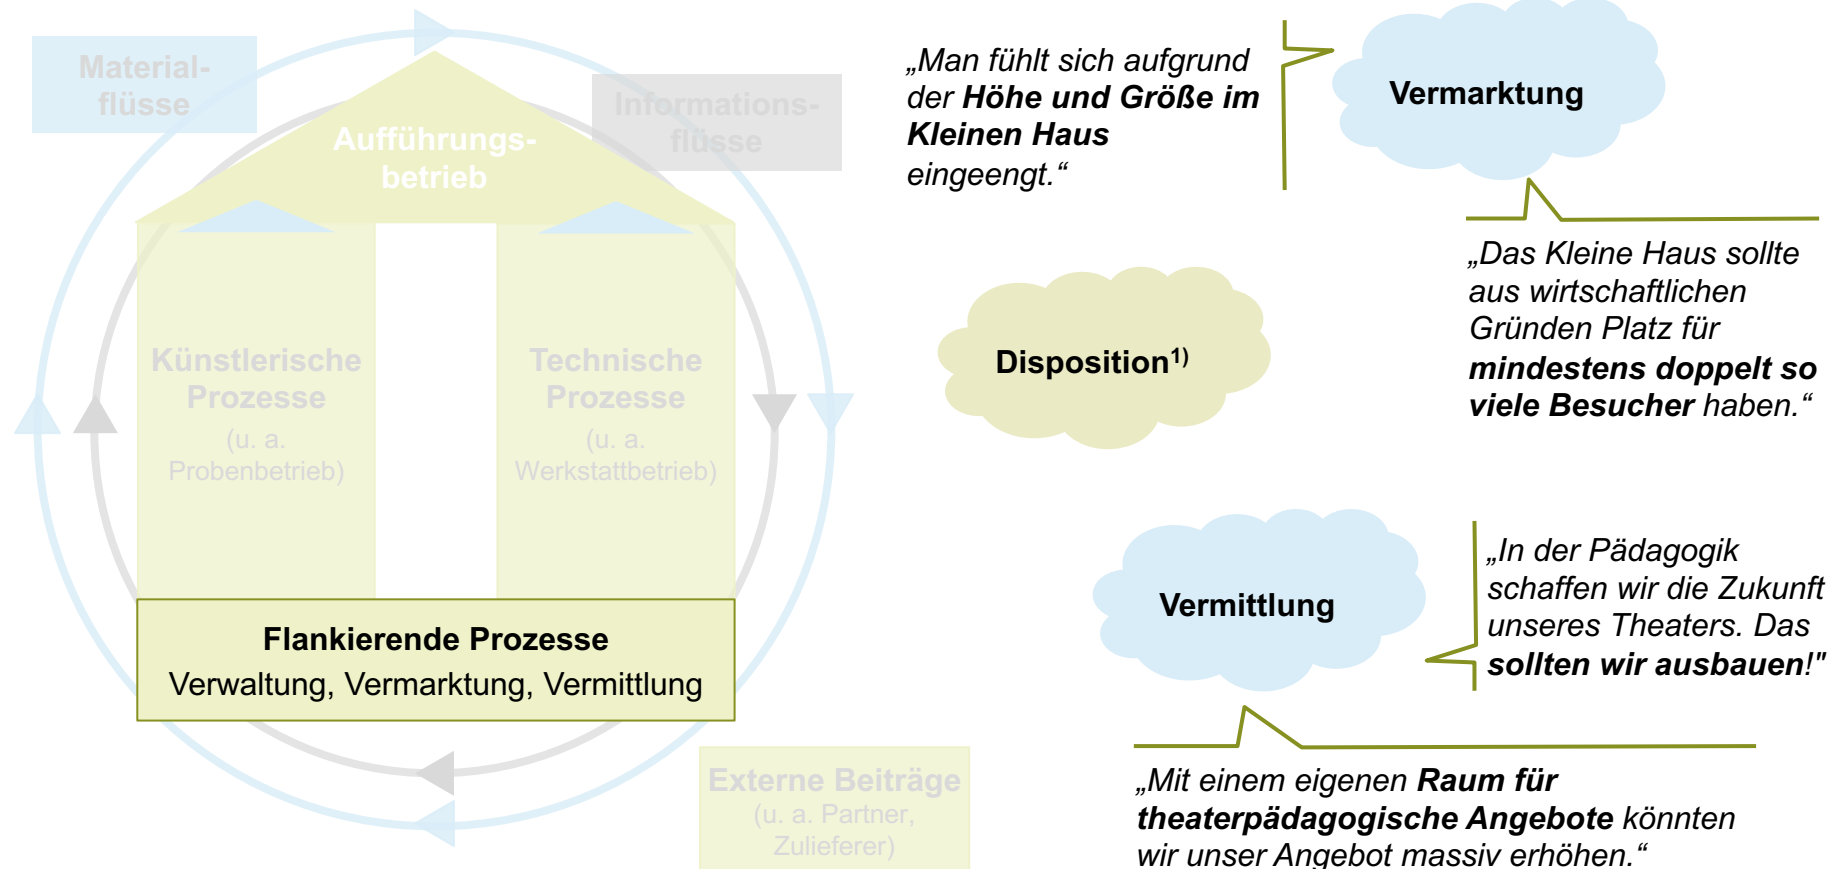 Material-
flüsse
Informations-
flüsse
Aufführungs-
betrieb
Künstlerische
Prozesse
(u. a.
Probenbetrieb)
Technische
Prozesse
(u. a.
Werkstattbetrieb)
Flankierende Prozesse
Verwaltung, Vermarktung, Vermittlung
Externe Beiträge
(u. a. Partner,
Zulieferer)
„Man fühlt sich aufgrund
der Höhe und Größe im
Kleinen Haus
eingeengt.“
Vermarktung
„Das Kleine Haus sollte
aus wirtschaftlichen
Gründen Platz für
mindestens doppelt so
viele Besucher haben.“
Disposition¹⁾
Vermittlung
„In der Pädagogik
schaffen wir die Zukunft
unseres Theaters. Das
sollten wir ausbauen!"
„Mit einem eigenen Raum für
theaterpädagogische Angebote könnten
wir unser Angebot massiv erhöhen.“